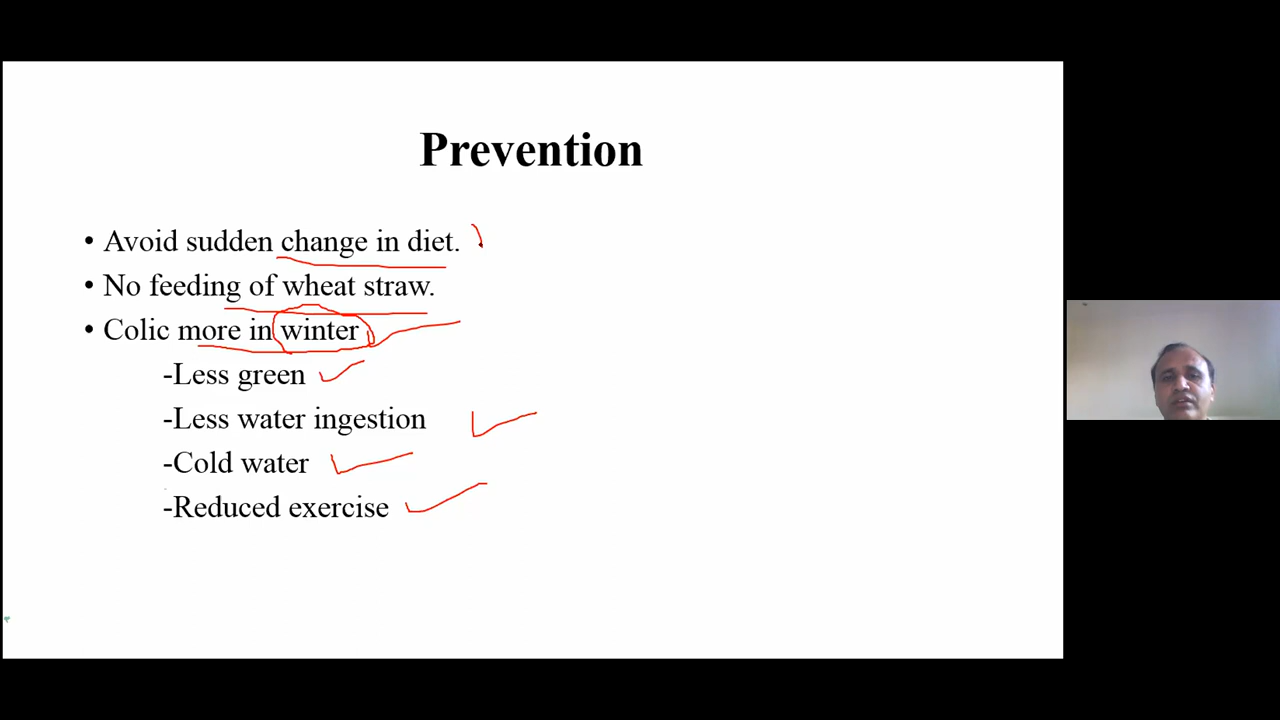 Prevention
• Avoid sudden change in diet.
• No feeding of wheat straw.
• Colic more in winter
-Less green
-Less water ingestion
-Cold water
-Reduced exercise